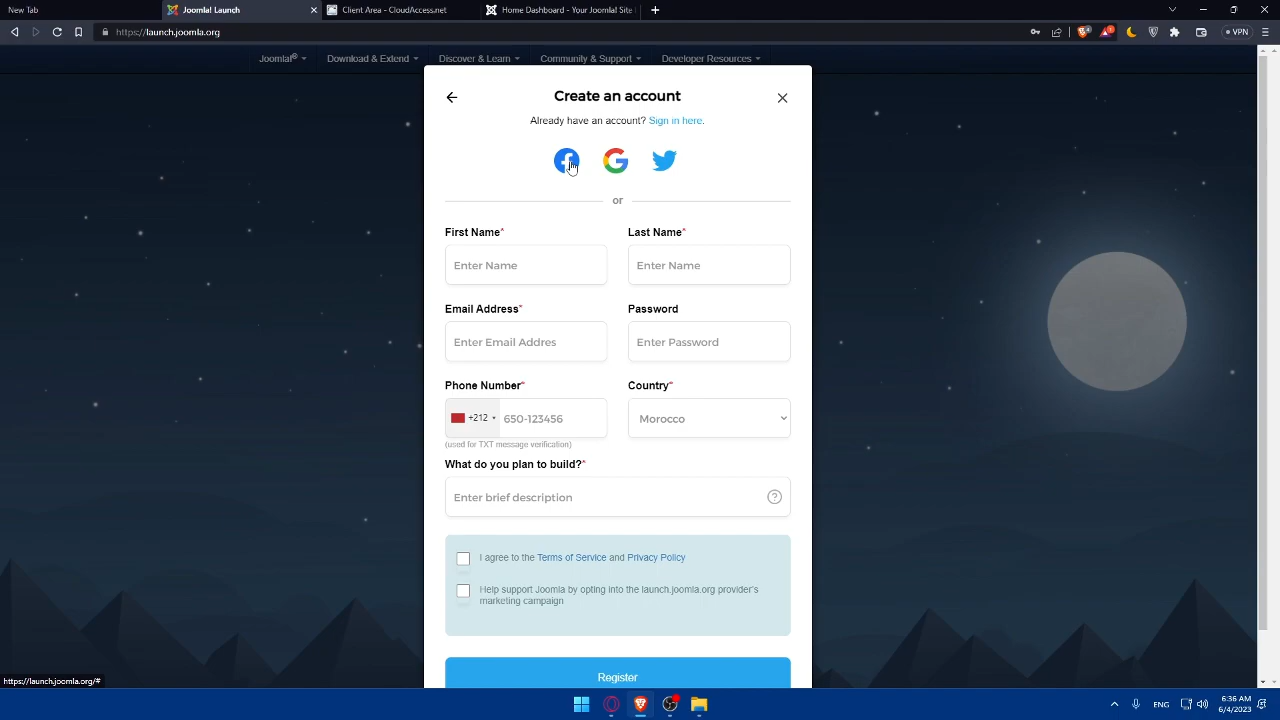 New Tab
Joomla! Launch
Client Area - CloudAccess.net
Home Dashboard - Your Joomla! Site
https://launch.joomla.org
VPN
Joomla!®
Download & Extend
Discover & Learn
Community & Support
Developer Resources
Create an account
Already have an account? Sign in here.
or
First Name*
Last Name*
Enter Name
Enter Name
Email Address*
Password
Enter Email Addres
Enter Password
Phone Number*
Country*
+212
650-123456
Morocco
(used for TXT message verification)
What do you plan to build?*
Enter brief description
I agree to the Terms of Service and Privacy Policy
Help support Joomla by opting into the launch.joomla.org provider's
marketing campaign
Register
https://launch.joomla.org/#
ENG
6:36 AM
6/4/2023